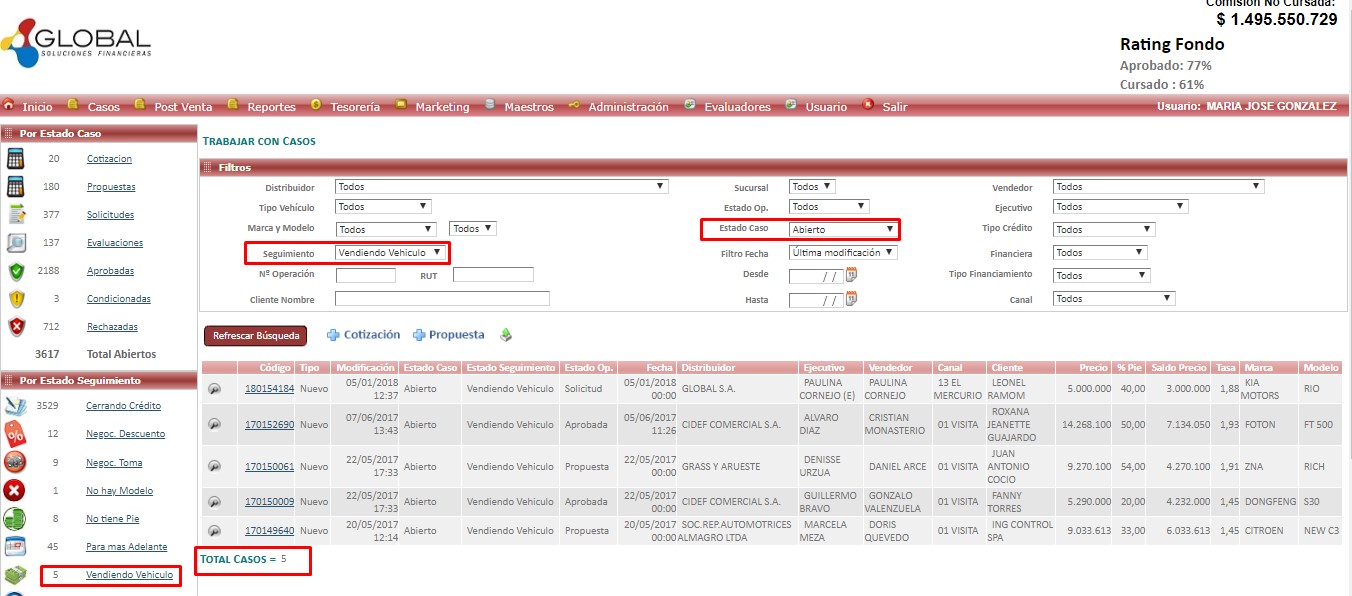 Comisión No Cursada:
$ 1.495.550.729
GLOBAL
SOLUCIONES FINANCIERAS
Rating Fondo
Aprobado: 77%
Cursado : 61%
Inicio Casos Post Venta Reportes Tesorería Marketing Maestros Administración Evaluadores Usuario Salir Usuario: MARIA JOSE GONZALEZ
Por Estado Caso
20 Cotizacion
180 Propuestas
377 Solicitudes
137 Evaluaciones
2188 Aprobadas
3 Condicionadas
712 Rechazadas
3617 Total Abiertos
Por Estado Seguimiento
3529 Cerrando Crédito
12 Negoc. Descuento
9 Negoc. Toma
1 No hay Modelo
8 No tiene Pie
45 Para mas Adelante
5 Vendiendo Vehiculo
TRABAJAR CON CASOS
Filtros
Distribuidor Todos Sucursal Todos Vendedor Todos
Tipo Vehículo Todos Estado Op. Todos Ejecutivo Todos
Marca y Modelo Todos Todos Estado Caso Abierto Tipo Crédito Todos
Seguimiento Vendiendo Vehiculo Filtro Fecha Última modificación Financiera Todos
Nº Operación RUT Desde / / Tipo Financiamiento Todos
Cliente Nombre Hasta / / Canal Todos
Refrescar Búsqueda Cotización Propuesta
Código Tipo Modificación Estado Caso Estado Seguimiento Estado Op. Fecha Distribuidor Ejecutivo Vendedor Canal Cliente Precio % Pie Saldo Precio Tasa Marca Modelo
180154184 Nuevo 05/01/2018 12:37 Abierto Vendiendo Vehiculo Solicitud 05/01/2018 00:00 GLOBAL S.A. PAULINA CORNEJO (E) PAULINA CORNEJO 13 EL MERCURIO LEONEL RAMOM 5.000.000 40,00 3.000.000 1,88 KIA MOTORS RIO
170152690 Nuevo 07/06/2017 13:43 Abierto Vendiendo Vehiculo Aprobada 05/06/2017 11:26 CIDEF COMERCIAL S.A. ALVARO DIAZ CRISTIAN MONASTERIO 01 VISITA ROXANA JEANETTE GUAJARDO 14.268.100 50,00 7.134.050 1,93 FOTON FT 500
170150061 Nuevo 22/05/2017 17:33 Abierto Vendiendo Vehiculo Propuesta 22/05/2017 00:00 GRASS Y ARUESTE DENISSE URZUA DANIEL ARCE 01 VISITA JUAN ANTONIO COCIO 9.270.100 54,00 4.270.100 1,91 ZNA RICH
170150009 Nuevo 22/05/2017 17:33 Abierto Vendiendo Vehiculo Aprobada 22/05/2017 00:00 CIDEF COMERCIAL S.A. GUILLERMO BRAVO GONZALO VALENZUELA 01 VISITA FANNY TORRES 5.290.000 20,00 4.232.000 1,45 DONGFENG S30
170149640 Nuevo 20/05/2017 12:14 Abierto Vendiendo Vehiculo Propuesta 20/05/2017 00:00 SOC.REP.AUTOMOTRICES ALMAGRO LTDA MARCELA MEZA DORIS QUEVEDO 01 VISITA ING CONTROL SPA 9.033.613 33,00 6.033.613 1,45 CITROEN NEW C3
TOTAL CASOS = 5